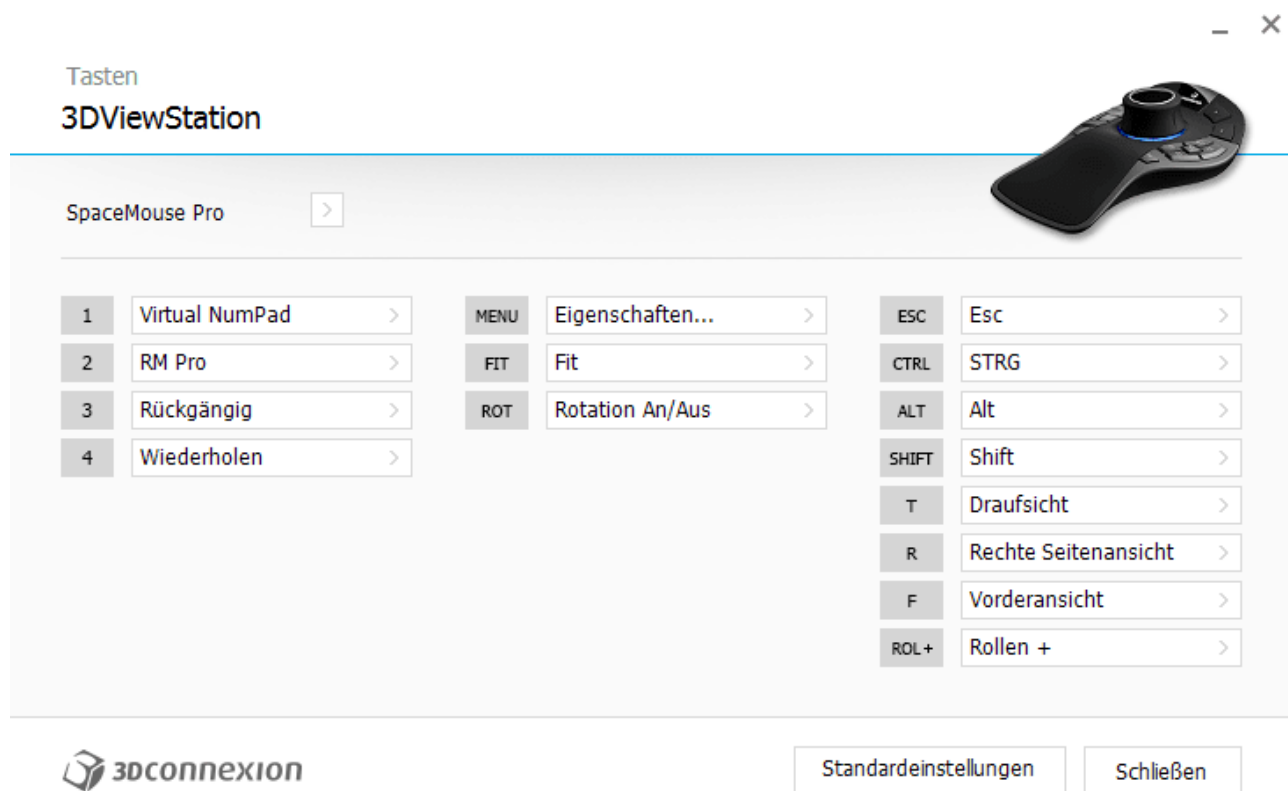 Tasten
3DViewStation
SpaceMouse Pro
1 Virtual NumPad
2 RM Pro
3 Rückgängig
4 Wiederholen
MENU Eigenschaften...
FIT Fit
ROT Rotation An/Aus
ESC Esc
CTRL STRG
ALT Alt
SHIFT Shift
T Draufsicht
R Rechte Seitenansicht
F Vorderansicht
ROL+ Rollen +
3Dconnexion
Standardeinstellungen
Schließen